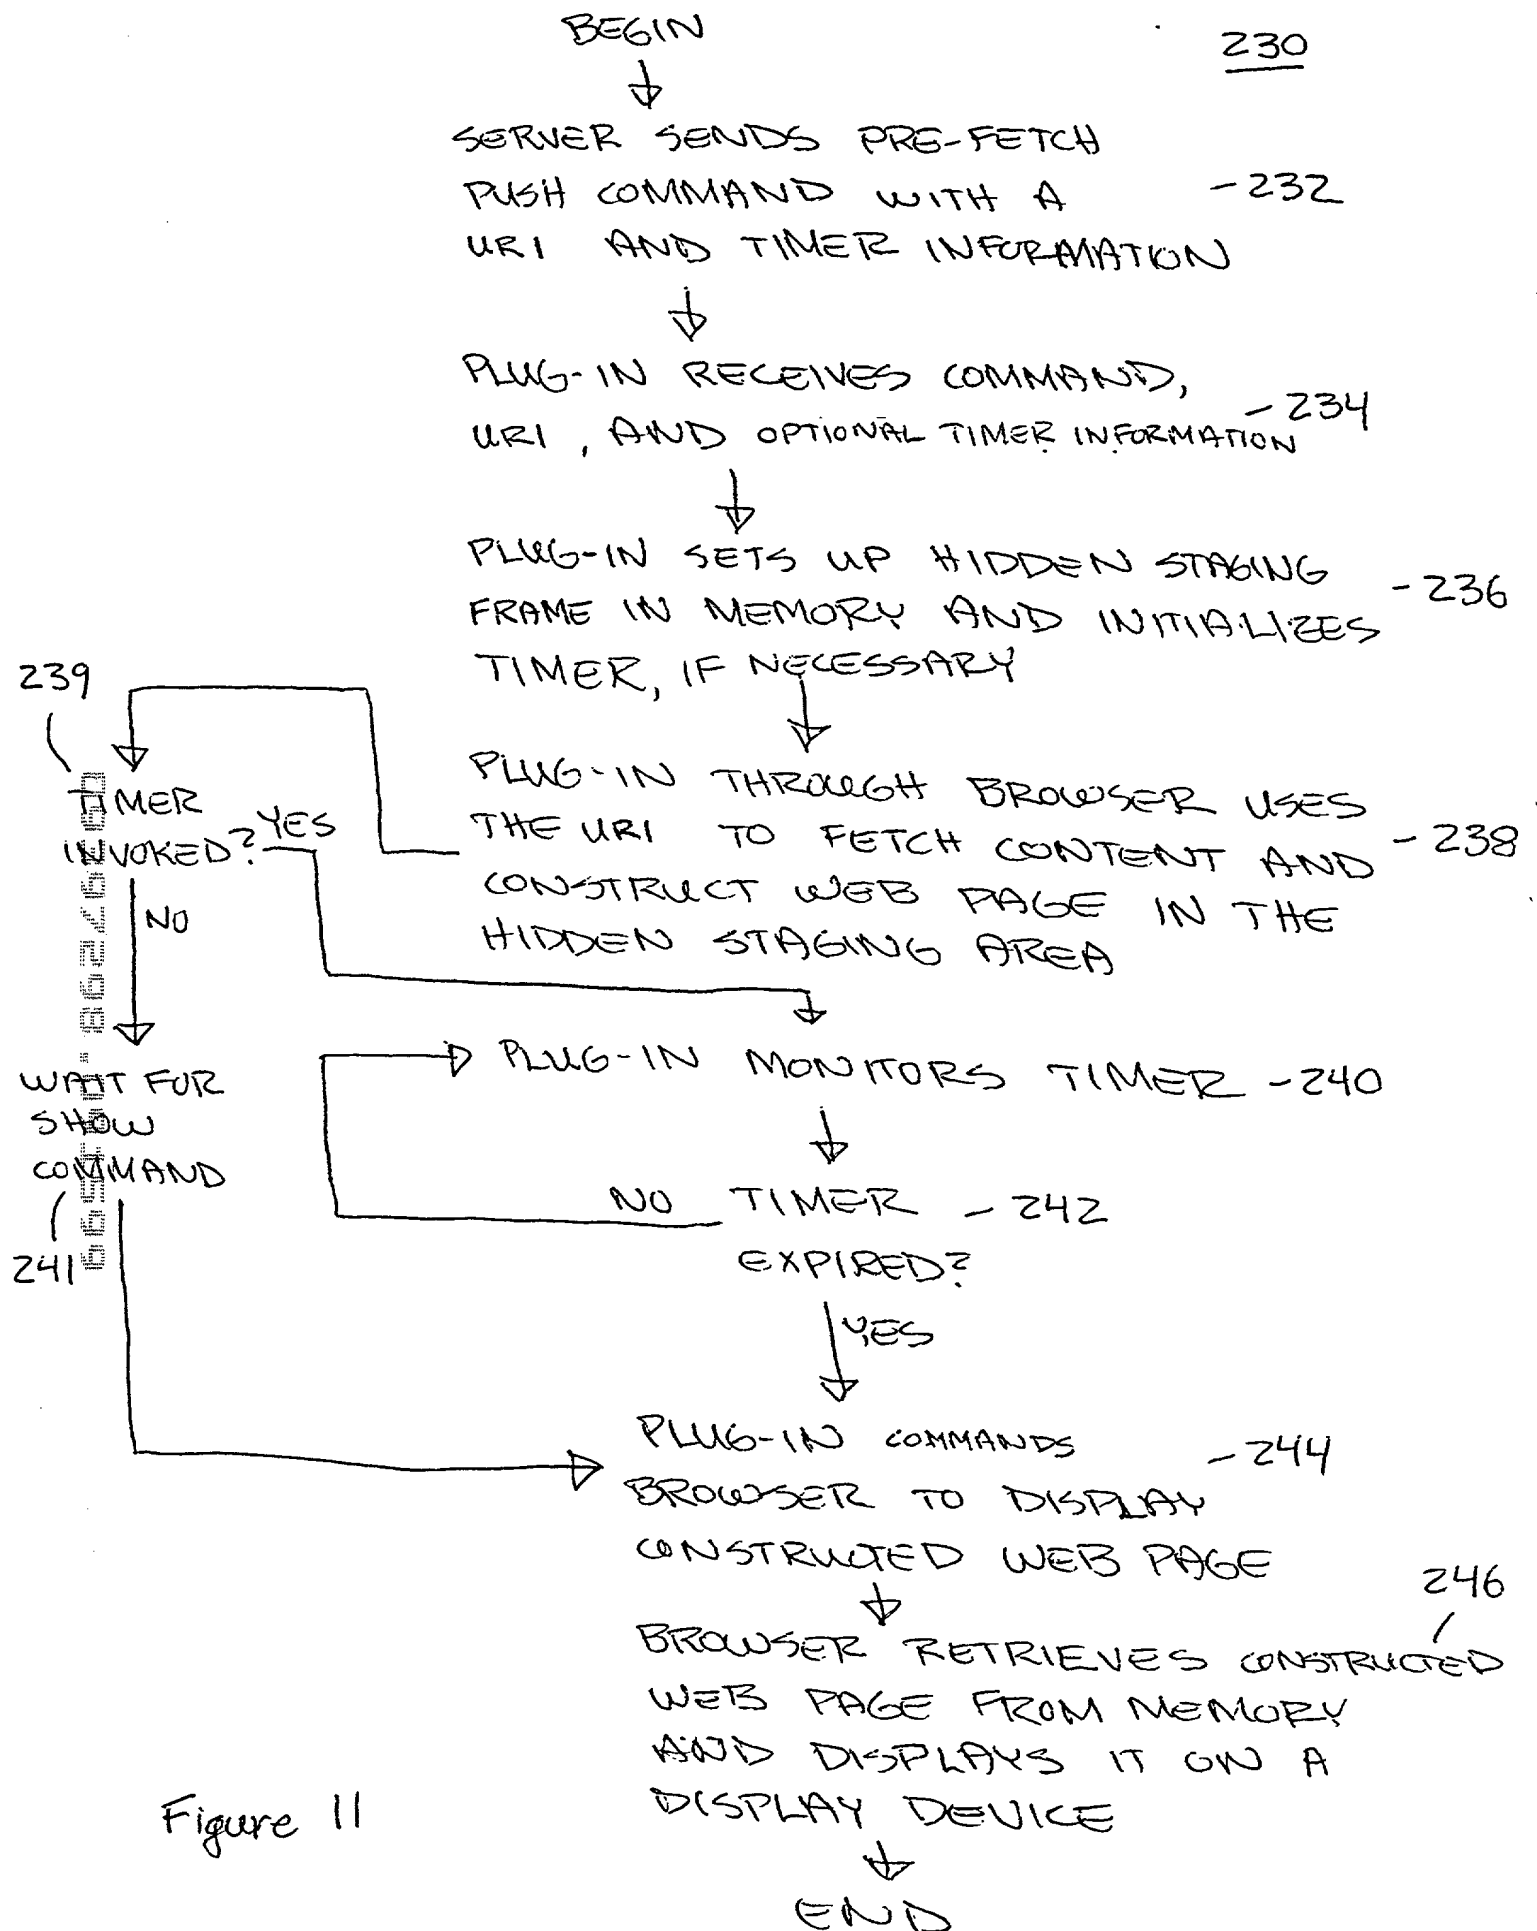 BEGIN
230
SERVER SENDS PRE-FETCH
PUSH COMMAND WITH A -232
URI AND TIMER INFORMATION
PLUG-IN RECEIVES COMMAND,
-234
URI, AND OPTIONAL TIMER INFORMATION
PLUG-IN SETS UP HIDDEN STAGING
-236
FRAME IN MEMORY AND INITIALIZES
TIMER, IF NECESSARY
239
TIMER
INVOKED? YES
NO
PLUG-IN THROUGH BROWSER USES
THE URI TO FETCH CONTENT AND -238
CONSTRUCT WEB PAGE IN THE
HIDDEN STAGING AREA
WAIT FOR
SHOW
COMMAND
241
PLUG-IN MONITORS TIMER -240
NO TIMER -242
EXPIRED?
YES
PLUG-IN COMMANDS
-244
BROWSER TO DISPLAY
CONSTRUCTED WEB PAGE
246
BROWSER RETRIEVES CONSTRUCTED
WEB PAGE FROM MEMORY
AND DISPLAYS IT ON A
DISPLAY DEVICE
Figure 11
END